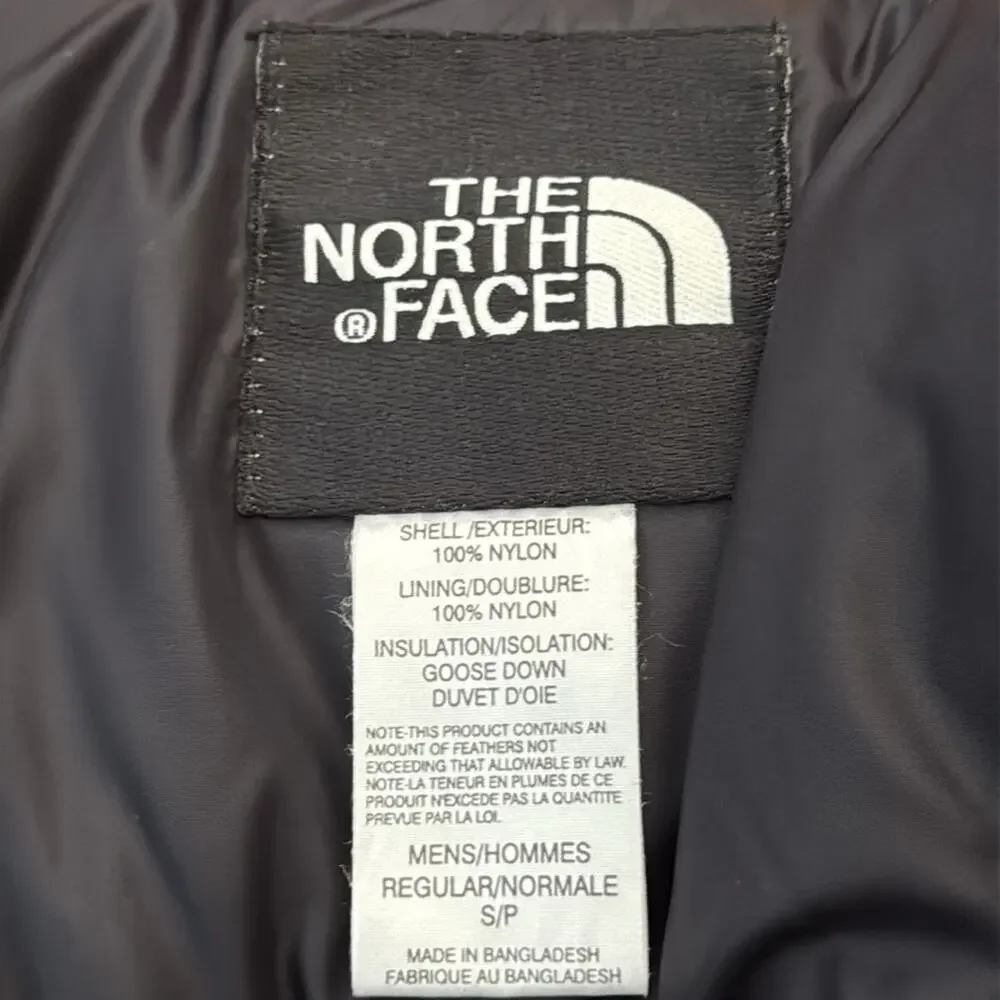 THE
NORTH
®FACE
SHELL/EXTERIEUR:
100% NYLON
LINING/DOUBLURE:
100% NYLON
INSULATION/ISOLATION:
GOOSE DOWN
DUVET D'OIE
NOTE-THIS PRODUCT CONTAINS AN
AMOUNT OF FEATHERS NOT
EXCEEDING THAT ALLOWABLE BY LAW.
NOTE-LA TENEUR EN PLUMES DE CE
PRODUIT N'EXCEDE PAS LA QUANTITE
PREVUE PAR LA LOI.
MENS/HOMMES
REGULAR/NORMALE
S/P
MADE IN BANGLADESH
FABRIQUE AU BANGLADESH